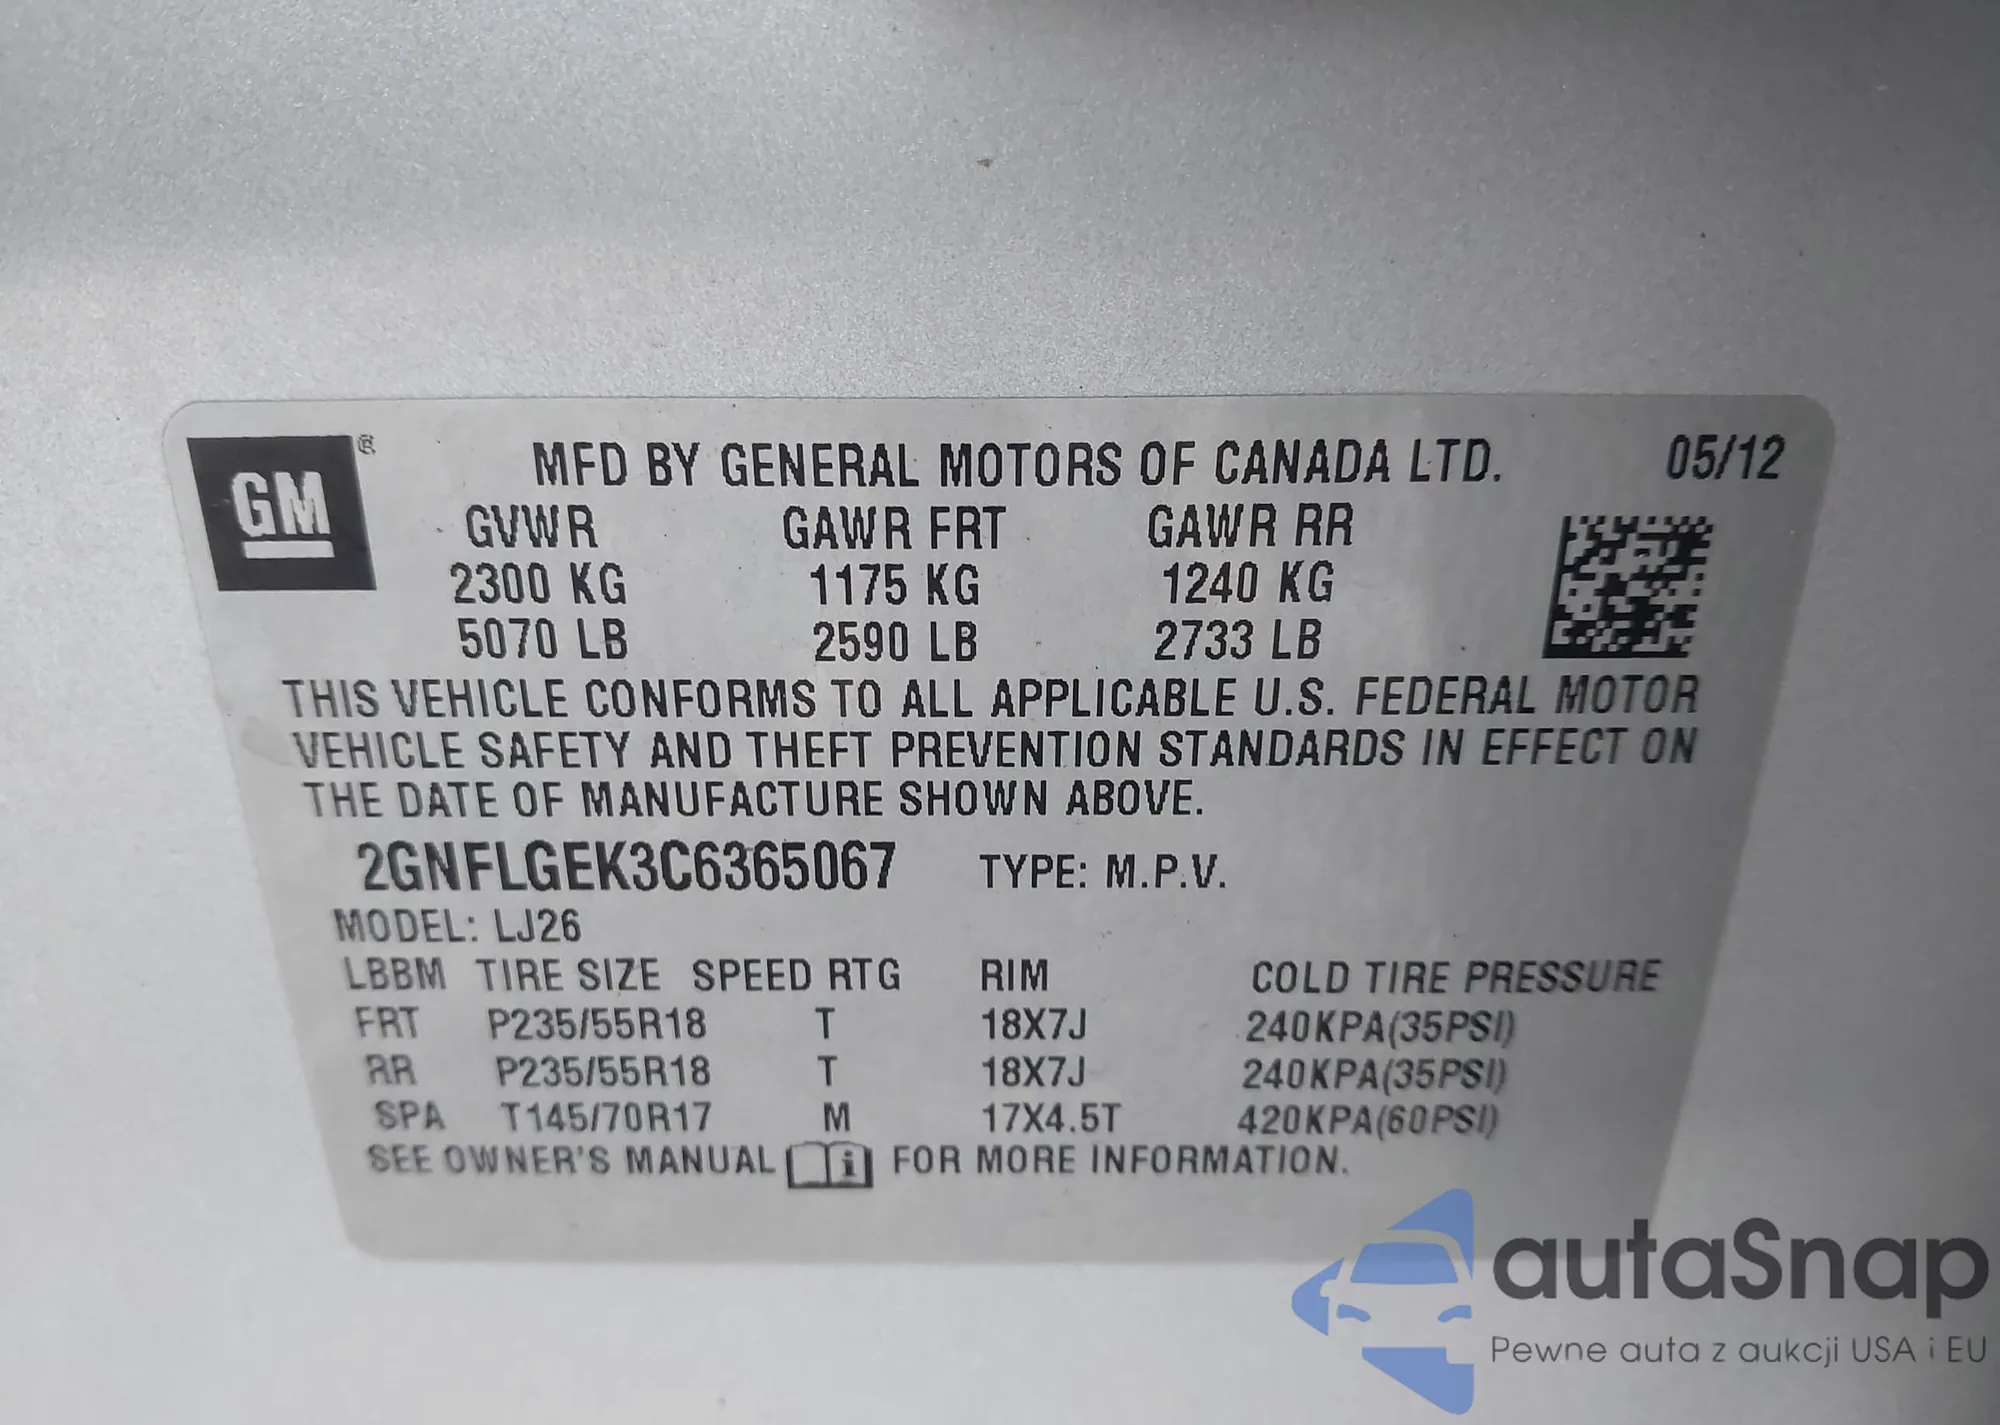 GM ®
MFD BY GENERAL MOTORS OF CANADA LTD. 05/12
GVWR GAWR FRT GAWR RR
2300 KG 1175 KG 1240 KG
5070 LB 2590 LB 2733 LB
THIS VEHICLE CONFORMS TO ALL APPLICABLE U.S. FEDERAL MOTOR
VEHICLE SAFETY AND THEFT PREVENTION STANDARDS IN EFFECT ON
THE DATE OF MANUFACTURE SHOWN ABOVE.
2GNFLGEK3C6365067 TYPE: M.P.V.
MODEL: LJ26
LBBM TIRE SIZE SPEED RTG RIM COLD TIRE PRESSURE
FRT P235/55R18 T 18X7J 240KPA(35PSI)
RR P235/55R18 T 18X7J 240KPA(35PSI)
SPA T145/70R17 M 17X4.5T 420KPA(60PSI)
SEE OWNER'S MANUAL i FOR MORE INFORMATION.
autaSnap
Pewne auta z aukcji USA i EU